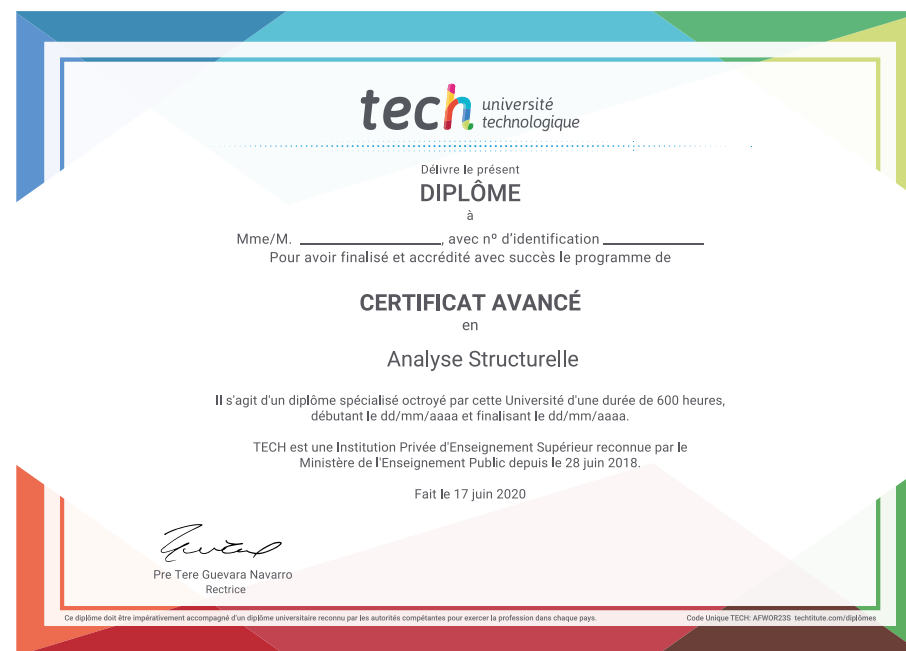 tech université
technologique
Délivre le présent
DIPLÔME
à
Mme/M. ____________________, avec nº d'identification ______________
Pour avoir finalisé et accrédité avec succès le programme de
CERTIFICAT AVANCÉ
en
Analyse Structurelle
Il s'agit d'un diplôme spécialisé octroyé par cette Université d'une durée de 600 heures,
débutant le dd/mm/aaaa et finalisant le dd/mm/aaaa.
TECH est une Institution Privée d'Enseignement Supérieur reconnue par le
Ministère de l'Enseignement Public depuis le 28 juin 2018.
Fait le 17 juin 2020
Pre Tere Guevara Navarro
Rectrice
Ce diplôme doit être impérativement accompagné d'un diplôme universitaire reconnu par les autorités compétantes pour exercer la profession dans chaque pays.
Code Unique TECH: AFWOR23S techtitute.com/diplômes